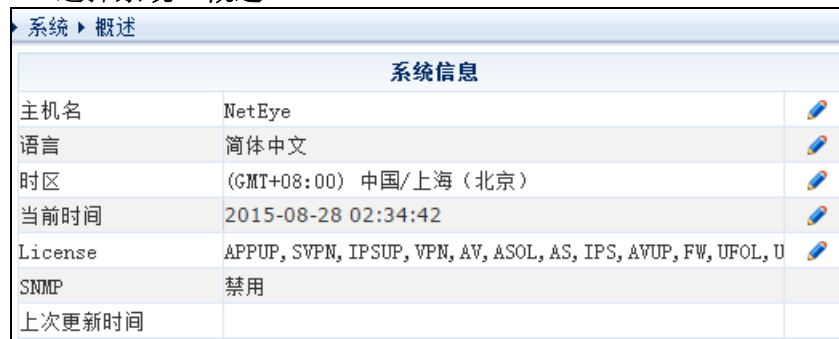 系统 ▸ 概述
系统信息
主机名 NetEye
语言 简体中文
时区 (GMT+08:00) 中国/上海（北京）
当前时间 2015-08-28 02:34:42
License APPUP, SVPN, IPSUP, VPN, AV, ASOL, AS, IPS, AVUP, FW, UFOL, U
SNMP 禁用
上次更新时间